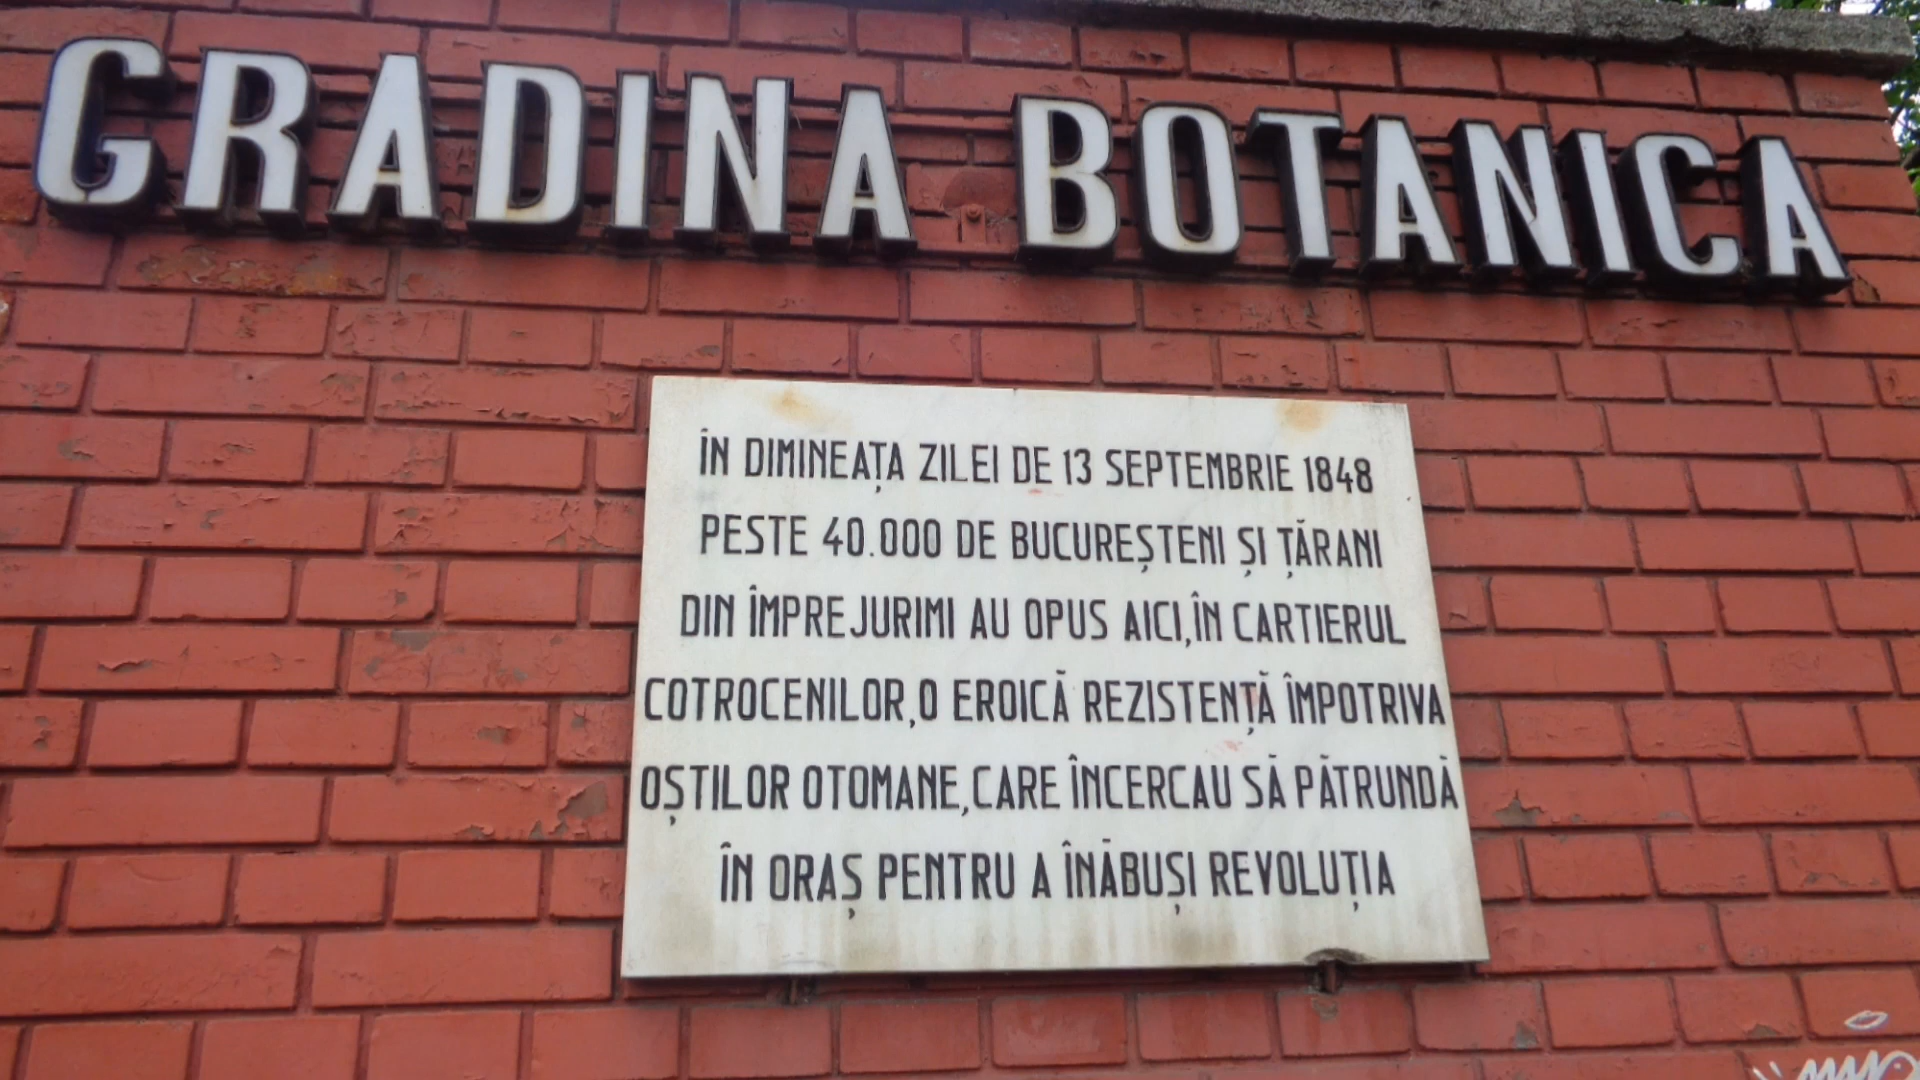 GRADINA BOTANICA
ÎN DIMINEAȚA ZILEI DE 13 SEPTEMBRIE 1848
PESTE 40.000 DE BUCUREȘTENI ȘI ȚĂRANI
DIN ÎMPREJURIMI AU OPUS AICI, ÎN CARTIERUL
COTROCENILOR, O EROICĂ REZISTENȚĂ ÎMPOTRIVA
OȘTILOR OTOMANE, CARE ÎNCERCAU SĂ PĂTRUNDĂ
ÎN ORAȘ PENTRU A ÎNĂBUȘI REVOLUȚIA